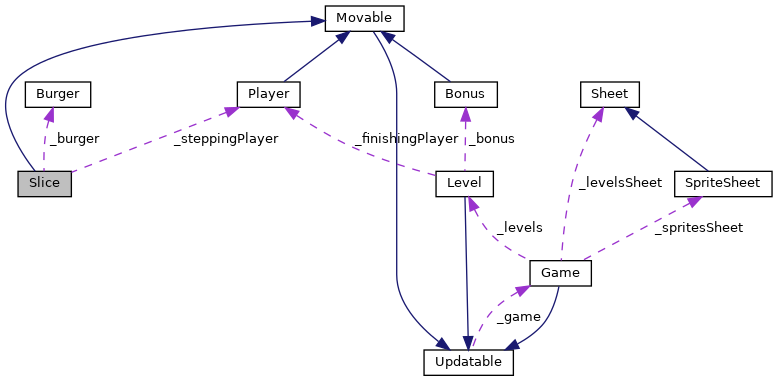 Movable
Burger
Player
Bonus
Sheet
_burger
_steppingPlayer
_finishingPlayer
_bonus
_levelsSheet
Slice
Level
SpriteSheet
_levels
_spritesSheet
Game
_game
Updatable